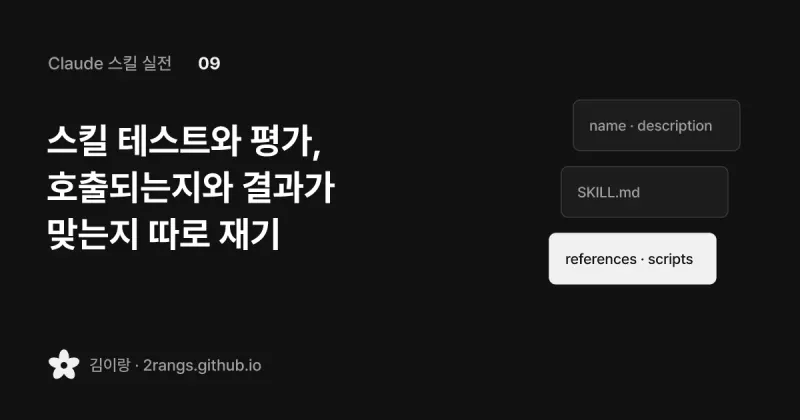 Claude 스킬 실전 09
스킬 테스트와 평가,
호출되는지와 결과가
맞는지 따로 재기
name · description
SKILL.md
references · scripts
김이랑 · 2rangs.github.io